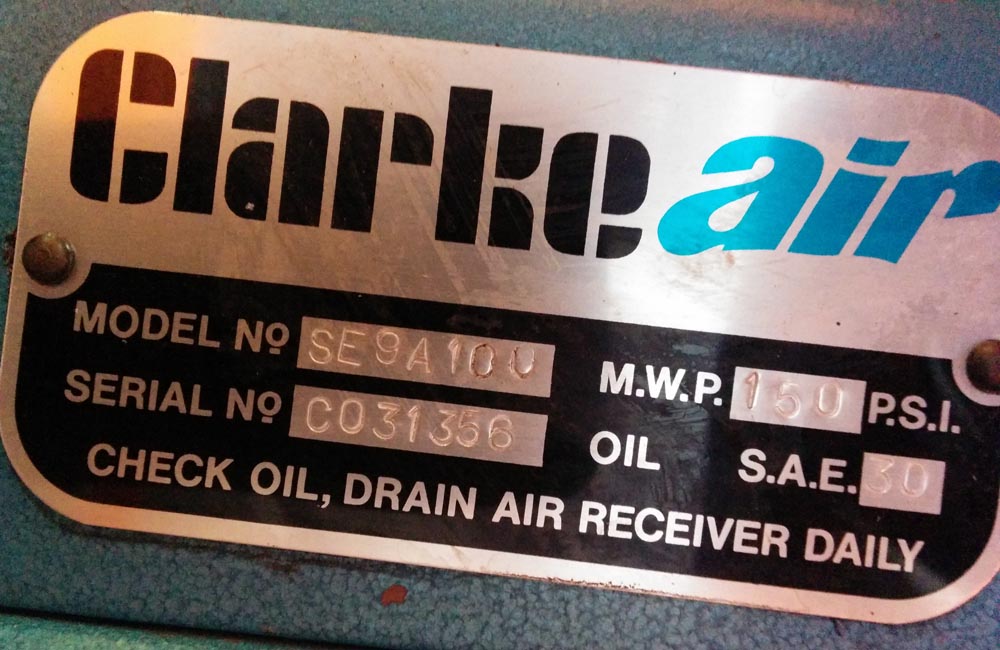 Clarke air
MODEL Nº SE9A100
M.W.P. 150 P.S.I.
SERIAL Nº C031356
OIL S.A.E. 30
CHECK OIL, DRAIN AIR RECEIVER DAILY